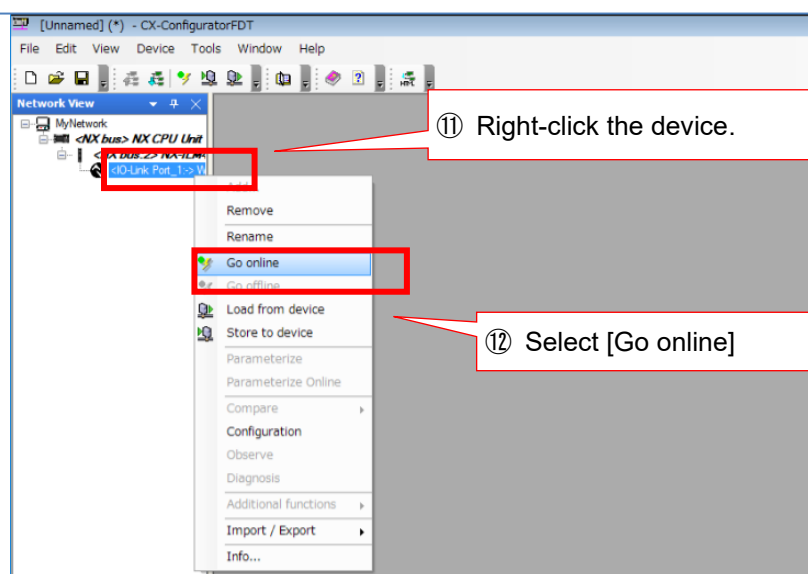 [Unnamed] (*) - CX-ConfiguratorFDT
File Edit View Device Tools Window Help
Network View
MyNetwork
<NX bus> NX CPU Unit
⑪ Right-click the device.
<IO-Link Port_1:->
Remove
Rename
Go online
Go offline
Load from device
Store to device
⑫ Select [Go online]
Parameterize
Parameterize Online
Compare
Configuration
Observe
Diagnosis
Additional functions
Import / Export
Info...